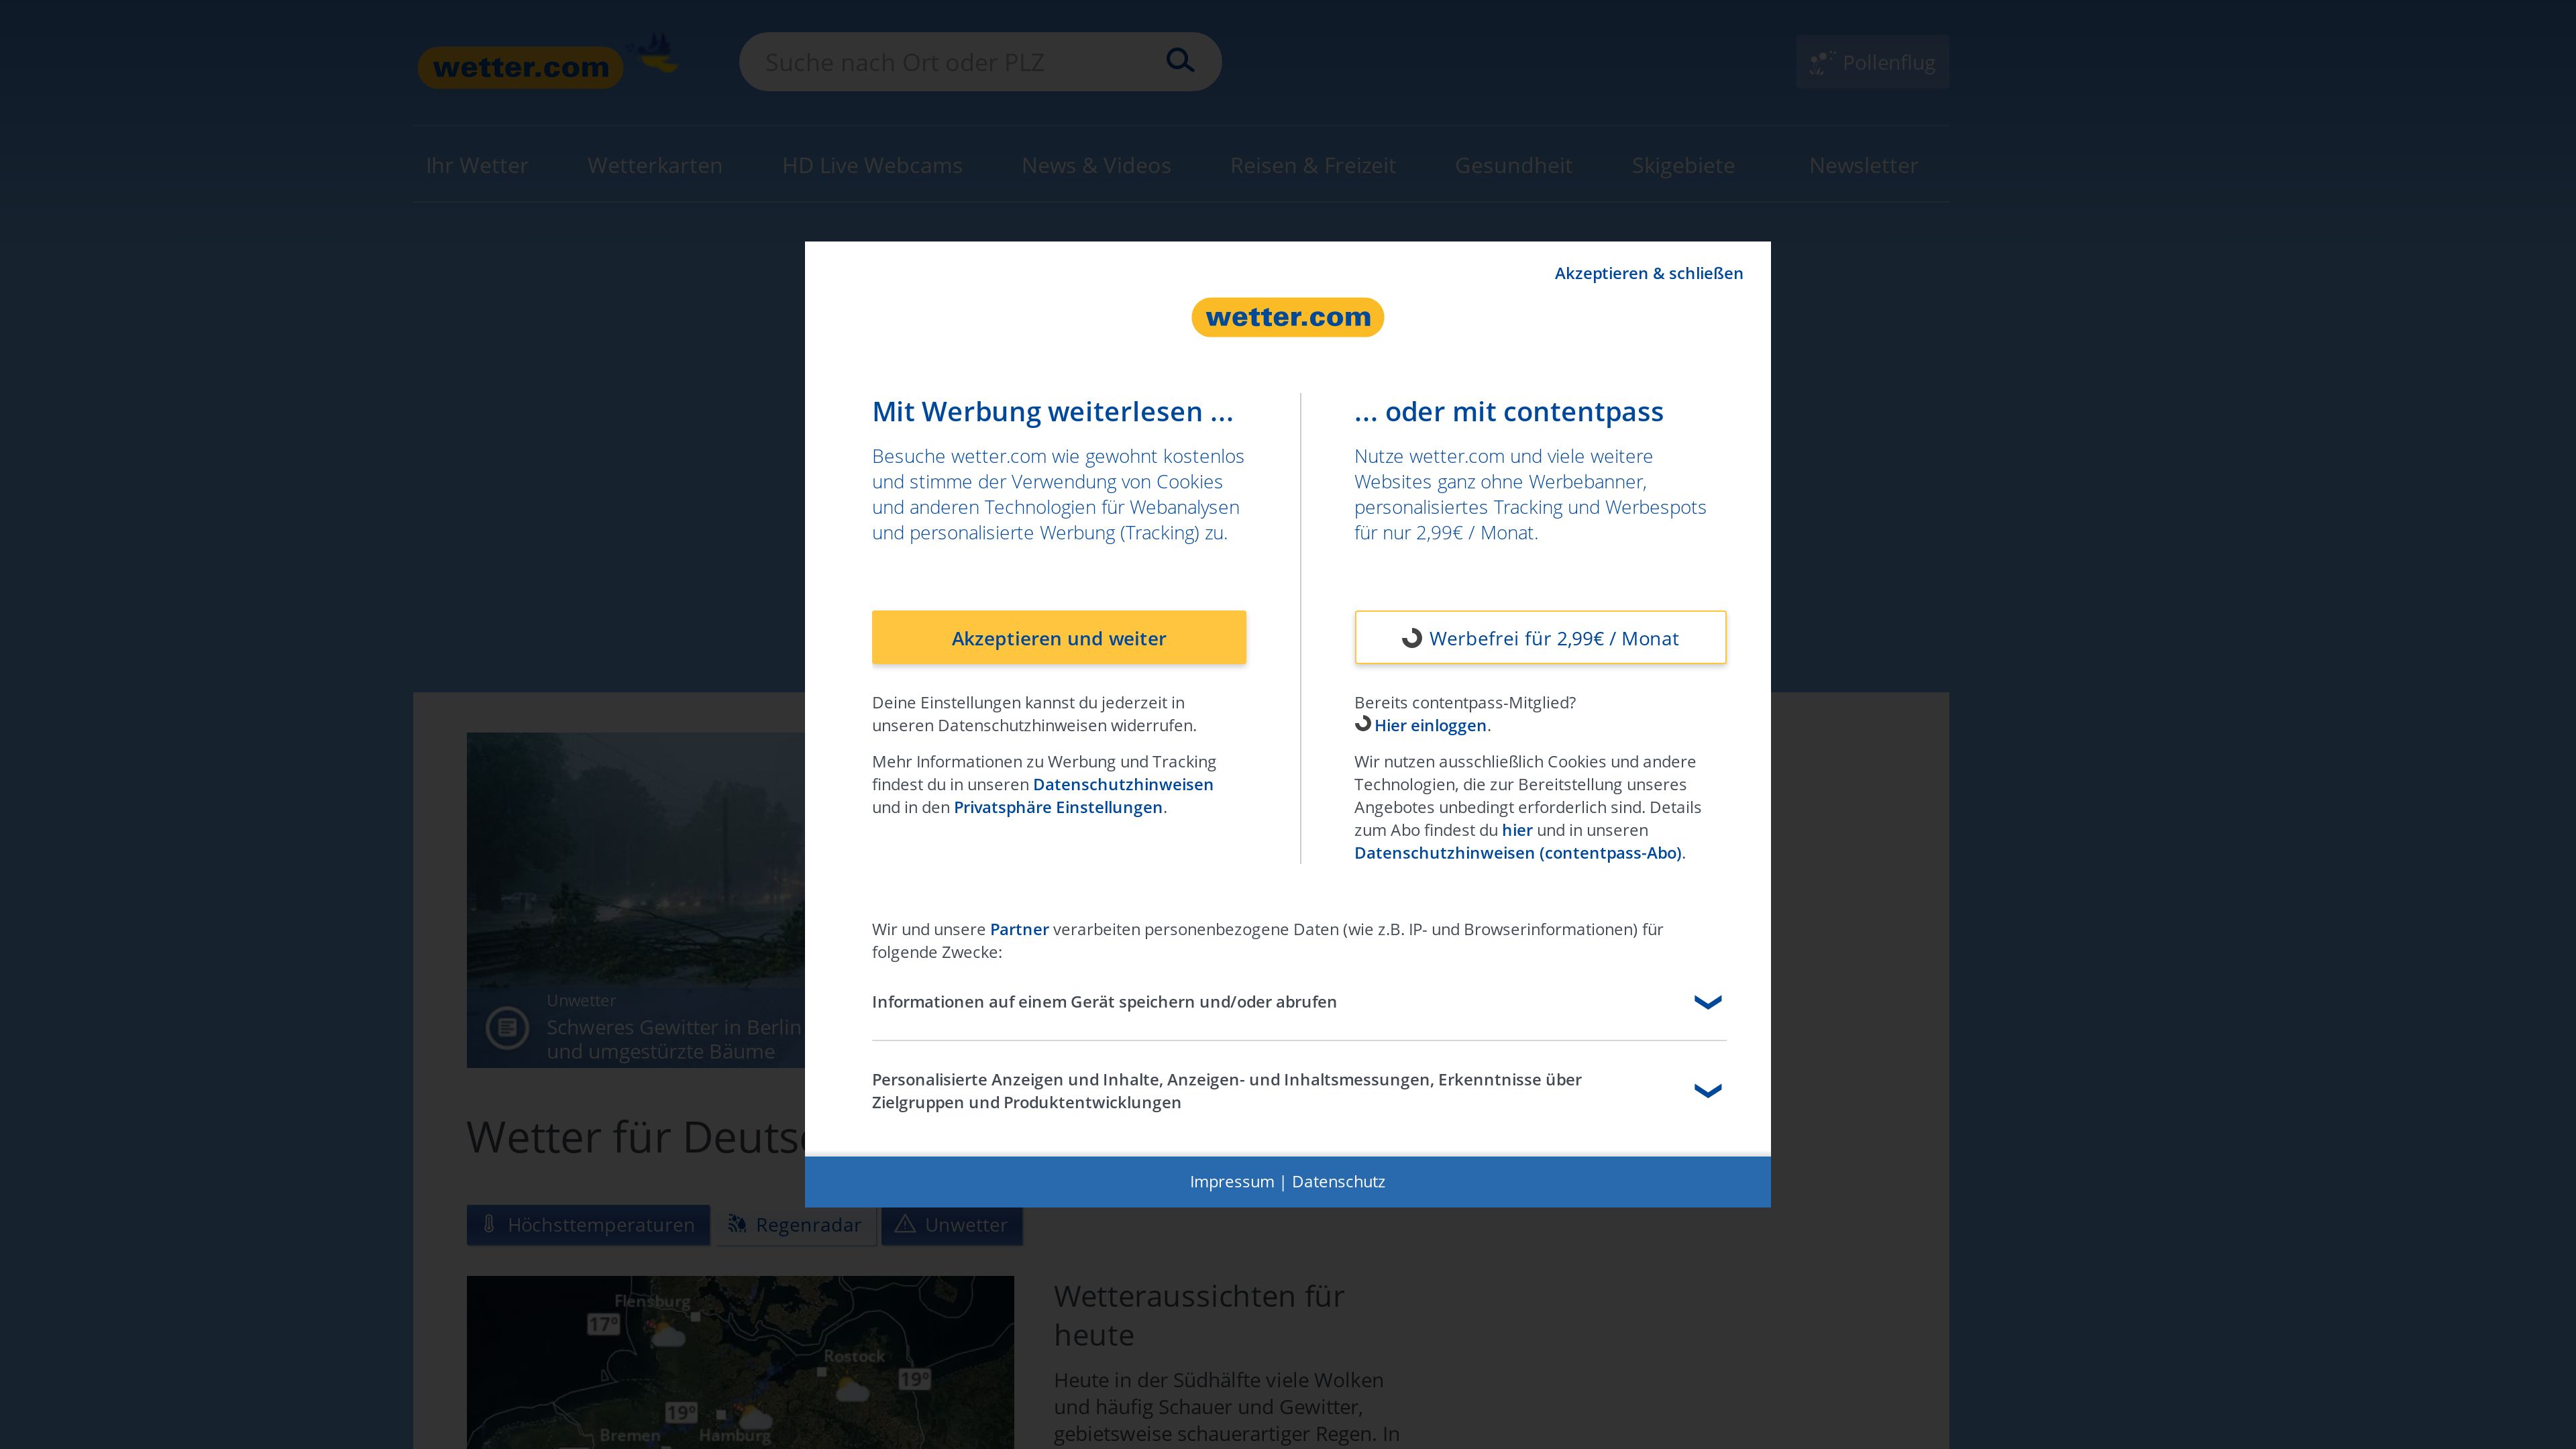 wetter.com
Suche nach Ort oder PLZ
Pollenflug
Ihr Wetter
Wetterkarten
HD Live Webcams
News & Videos
Reisen & Freizeit
Gesundheit
Skigebiete
Newsletter
Akzeptieren & schließen
wetter.com
Mit Werbung weiterlesen ...
Besuche wetter.com wie gewohnt kostenlos
und stimme der Verwendung von Cookies
und anderen Technologien für Webanalysen
und personalisierte Werbung (Tracking) zu.
Akzeptieren und weiter
Deine Einstellungen kannst du jederzeit in
unseren Datenschutzhinweisen widerrufen.
Mehr Informationen zu Werbung und Tracking
findest du in unseren Datenschutzhinweisen
und in den Privatsphäre Einstellungen.
... oder mit contentpass
Nutze wetter.com und viele weitere
Websites ganz ohne Werbebanner,
personalisiertes Tracking und Werbespots
für nur 2,99€ / Monat.
Werbefrei für 2,99€ / Monat
Bereits contentpass-Mitglied?
Hier einloggen.
Wir nutzen ausschließlich Cookies und andere
Technologien, die zur Bereitstellung unseres
Angebotes unbedingt erforderlich sind. Details
zum Abo findest du hier und in unseren
Datenschutzhinweisen (contentpass-Abo).
Wir und unsere Partner verarbeiten personenbezogene Daten (wie z.B. IP- und Browserinformationen) für
folgende Zwecke:
Informationen auf einem Gerät speichern und/oder abrufen
Personalisierte Anzeigen und Inhalte, Anzeigen- und Inhaltsmessungen, Erkenntnisse über
Zielgruppen und Produktentwicklungen
Impressum | Datenschutz
Unwetter
Schweres Gewitter in Berlin
und umgestürzte Bäume
Wetter für
Höchsttemperaturen
Regenradar
Unwetter
Flensburg
17°
Rostock
19°
19°
Bremen
Hamburg
Wetteraussichten für
heute
Heute in der Südhälfte viele Wolken
und häufig Schauer und Gewitter,
gebietsweise schauerartiger Regen. In